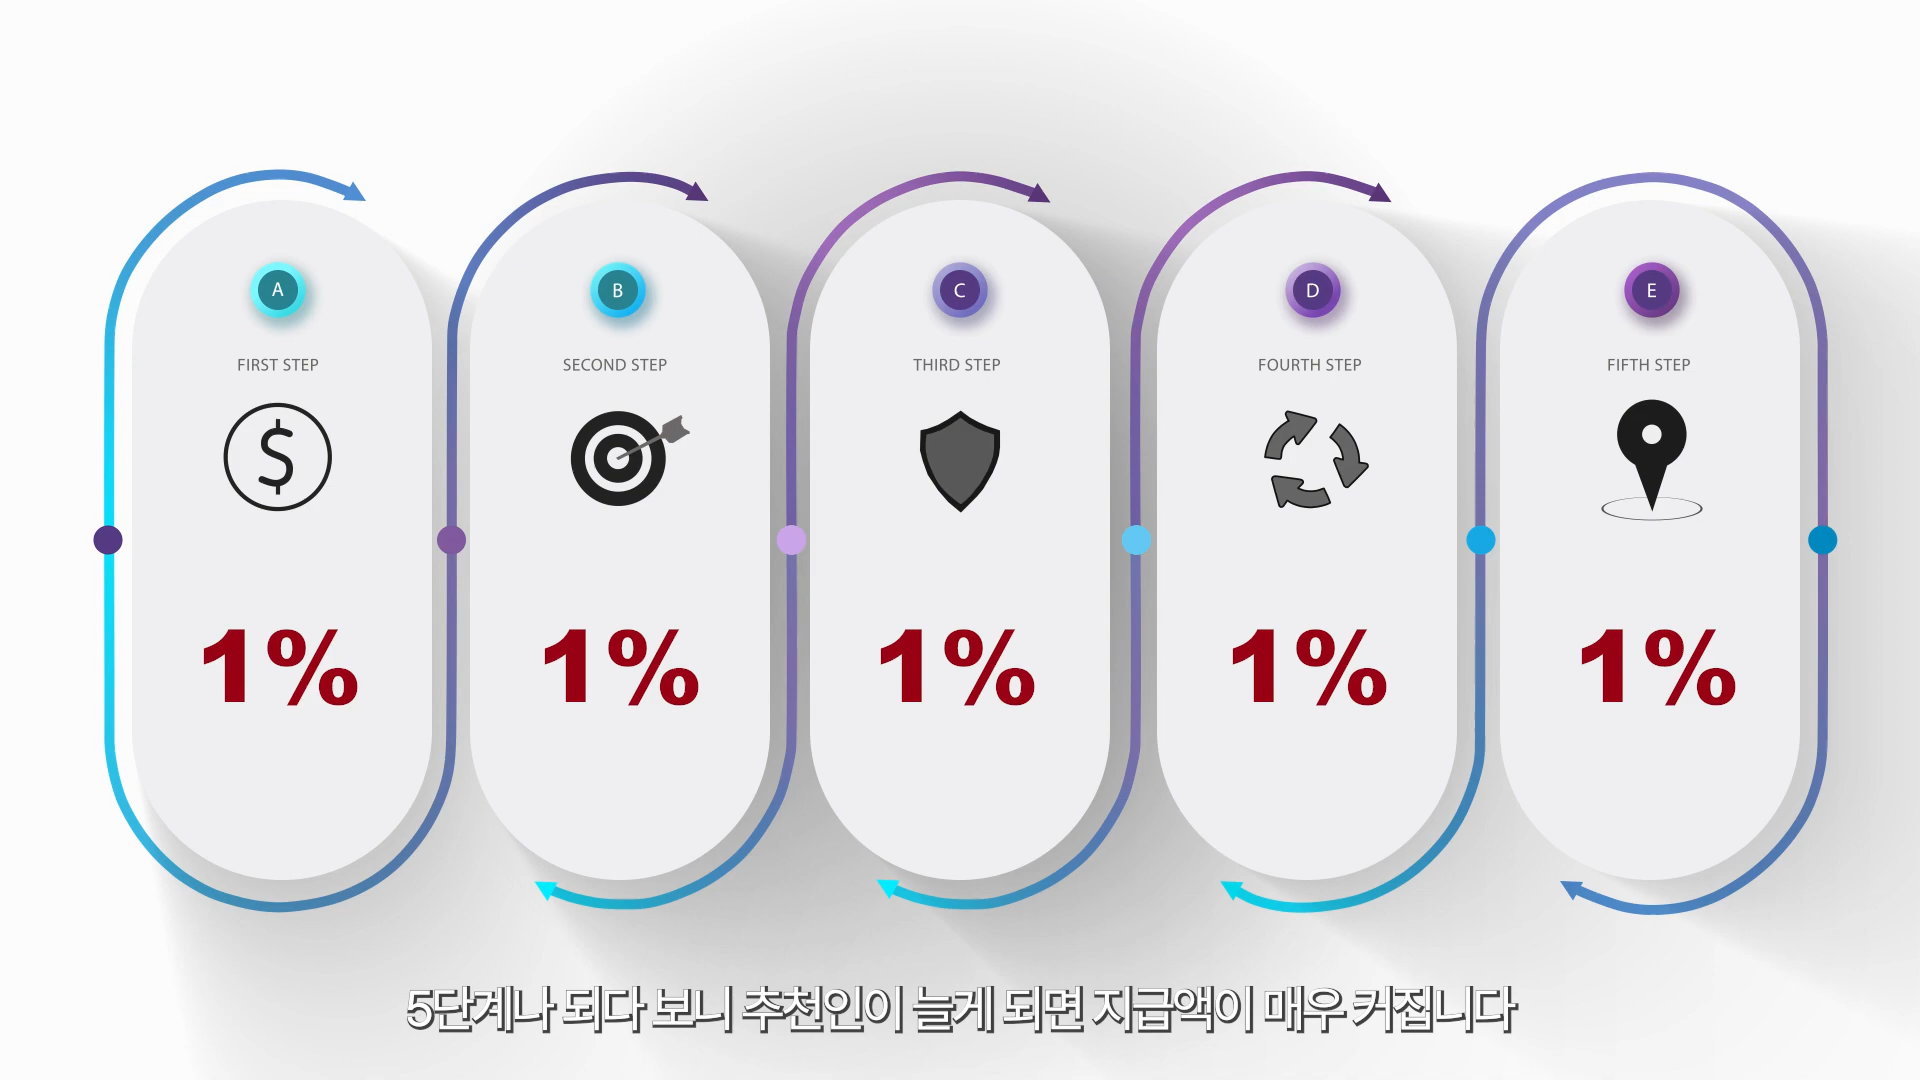 A
FIRST STEP
1%
B
SECOND STEP
1%
C
THIRD STEP
1%
D
FOURTH STEP
1%
E
FIFTH STEP
1%
5단계나 되다 보니 추천인이 늘게 되면 지급액이 매우 커집니다